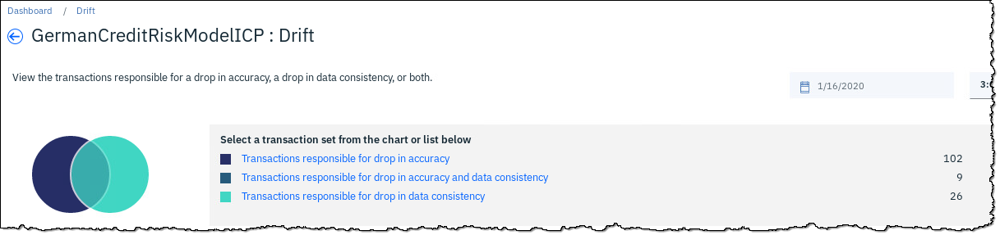 Dashboard / Drift
GermanCreditRiskModelICP : Drift
View the transactions responsible for a drop in accuracy, a drop in data consistency, or both.
1/16/2020
Select a transaction set from the chart or list below
Transactions responsible for drop in accuracy 102
Transactions responsible for drop in accuracy and data consistency 9
Transactions responsible for drop in data consistency 26